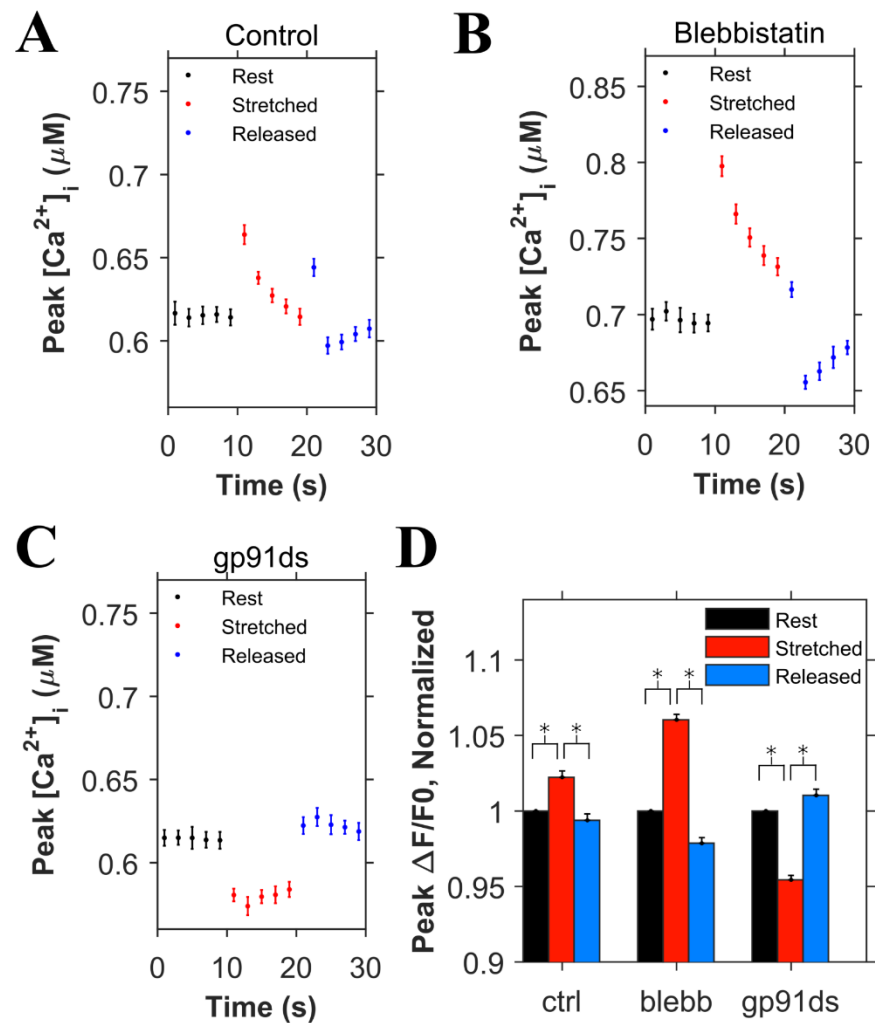 A
Control
Rest
Stretched
Released
Peak [Ca²⁺]ᵢ (μM)
0.75
0.7
0.65
0.6
0 10 20 30
Time (s)
B
Blebbistatin
Rest
Stretched
Released
Peak [Ca²⁺]ᵢ (μM)
0.85
0.8
0.75
0.7
0.65
0 10 20 30
Time (s)
C
gp91ds
Rest
Stretched
Released
Peak [Ca²⁺]ᵢ (μM)
0.75
0.7
0.65
0.6
0 10 20 30
Time (s)
D
Rest
Stretched
Released
Peak ΔF/F0, Normalized
1.1
1.05
1
0.95
0.9
* *
* *
* *
ctrl blebb gp91ds